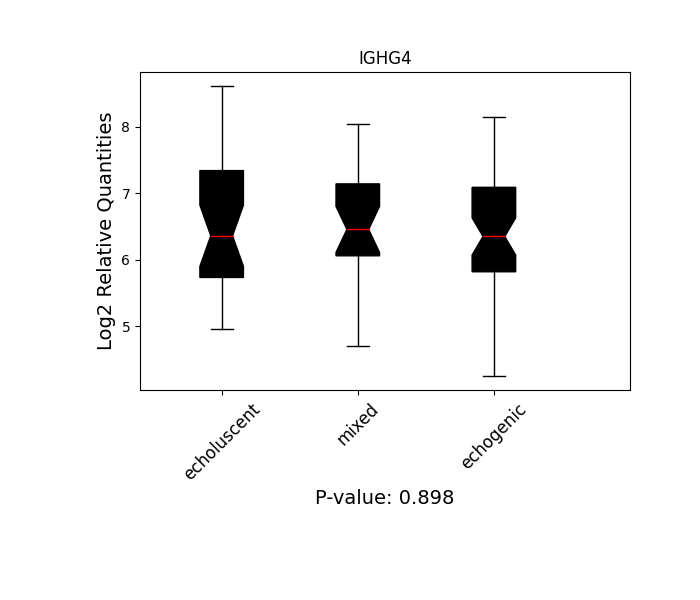 IGHG4
Log2 Relative Quantities
8
7
6
5
echoluscent
mixed
echogenic
P-value: 0.898